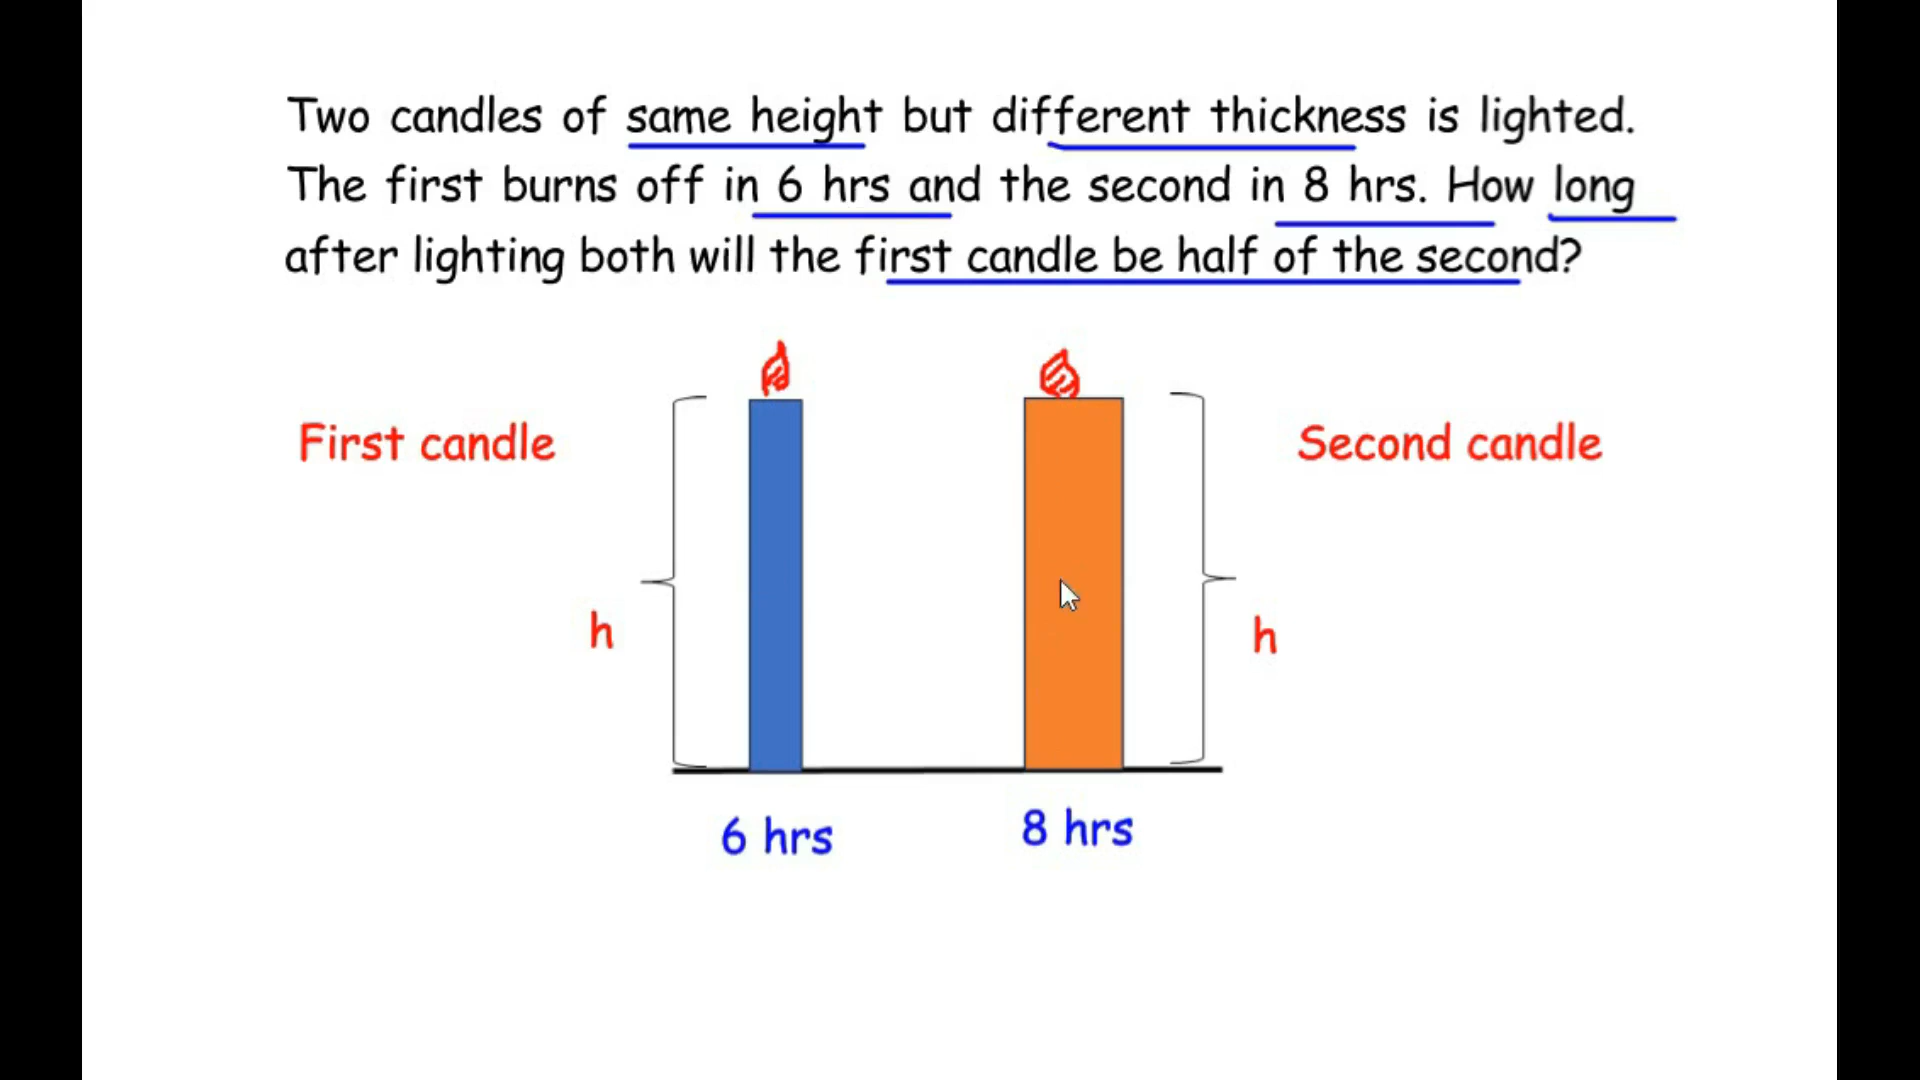 Two candles of same height but different thickness is lighted.
The first burns off in 6 hrs and the second in 8 hrs. How long
after lighting both will the first candle be half of the second?
First candle
Second candle
h
h
6 hrs
8 hrs